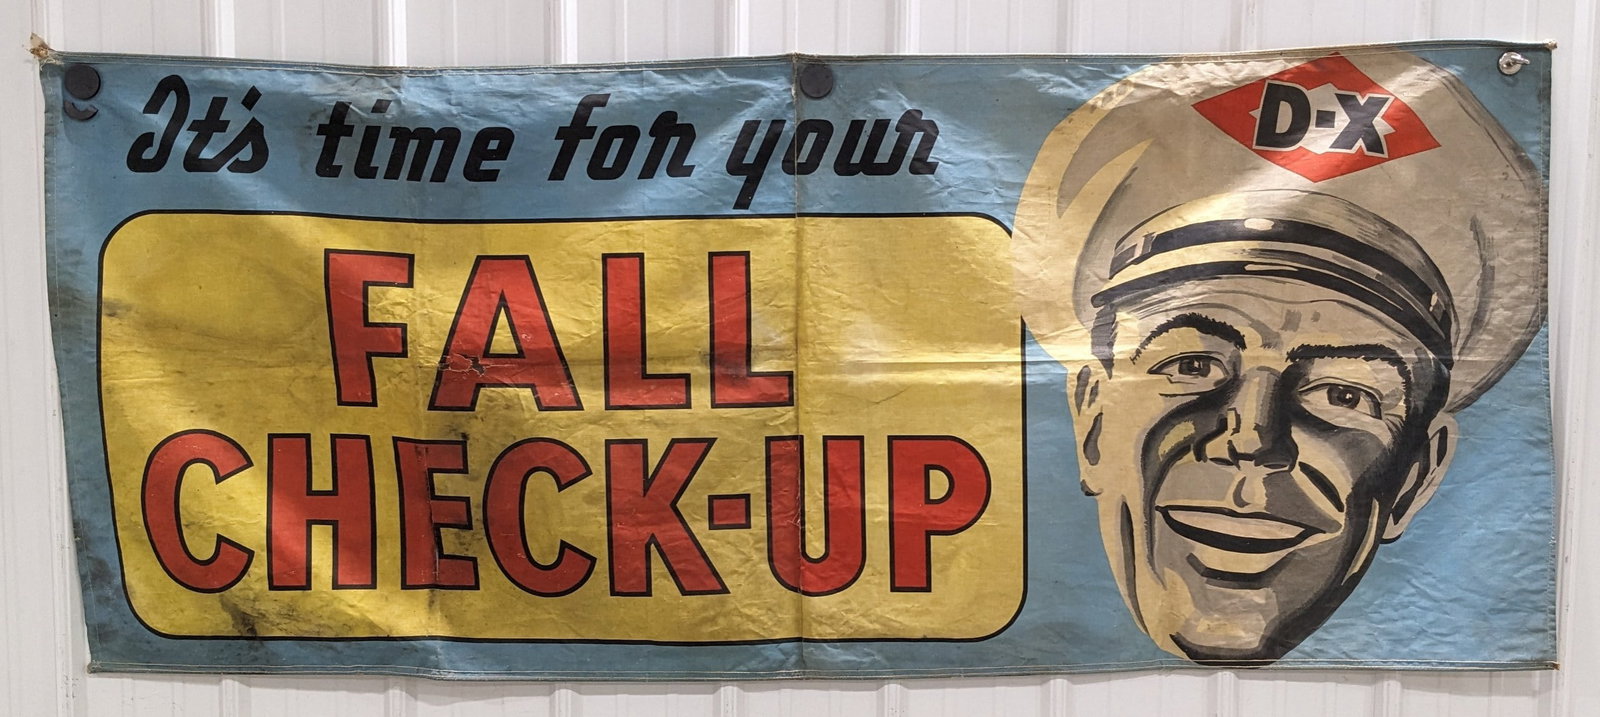 It's time for your
FALL
CHECK-UP
D-X